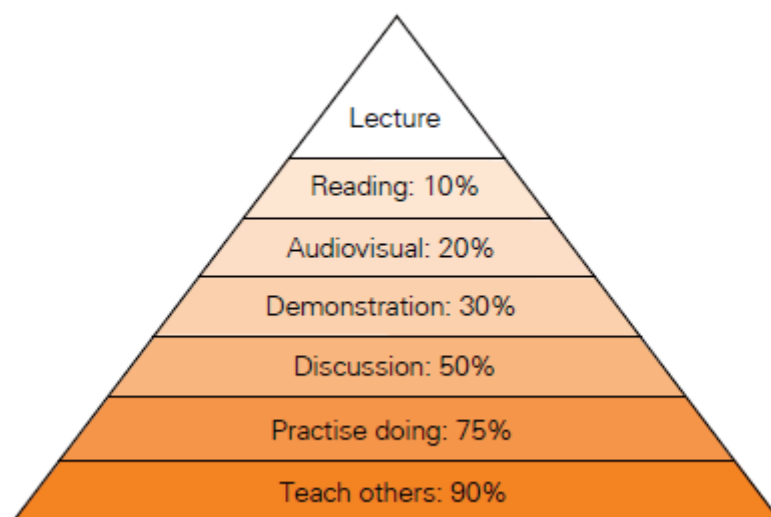 Lecture
Reading: 10%
Audiovisual: 20%
Demonstration: 30%
Discussion: 50%
Practise doing: 75%
Teach others: 90%